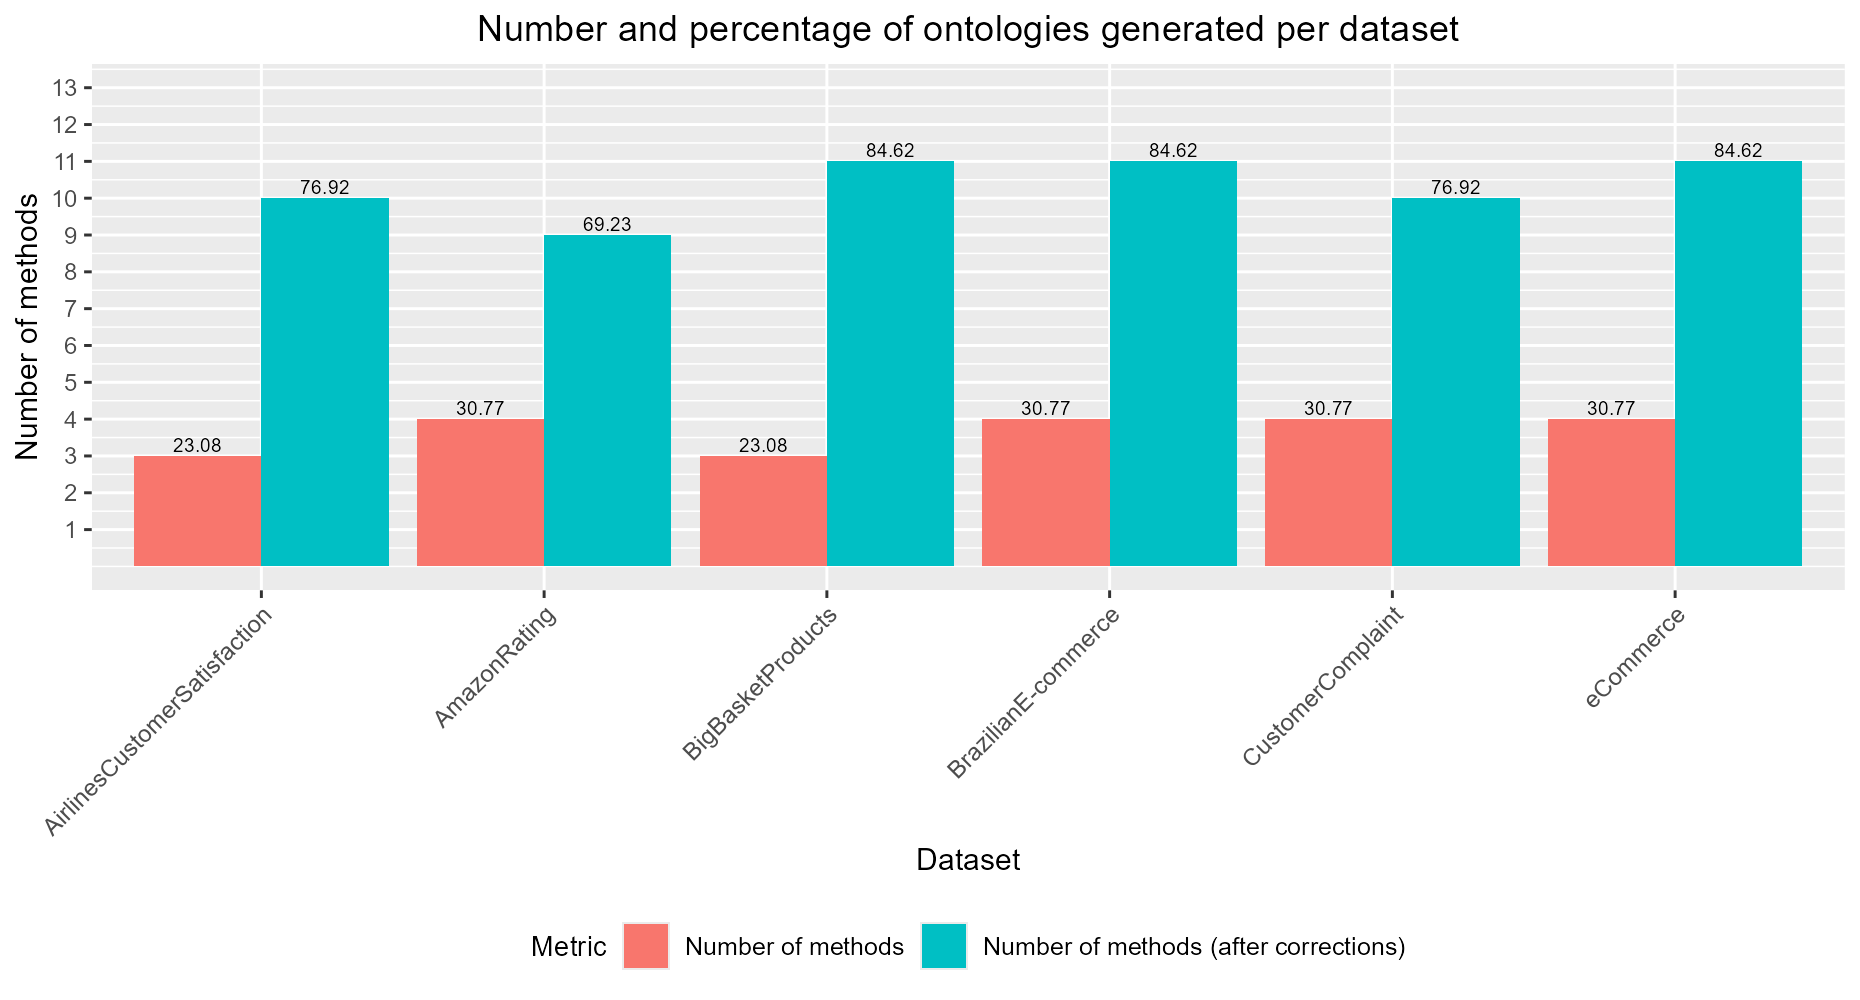 Number and percentage of ontologies generated per dataset
Number of methods
13
12
11
10
9
8
7
6
5
4
3
2
1
23.08
76.92
30.77
69.23
23.08
84.62
30.77
84.62
30.77
76.92
30.77
84.62
AirlinesCustomerSatisfaction
AmazonRating
BigBasketProducts
BrazilianE-commerce
CustomerComplaint
eCommerce
Dataset
Metric Number of methods Number of methods (after corrections)